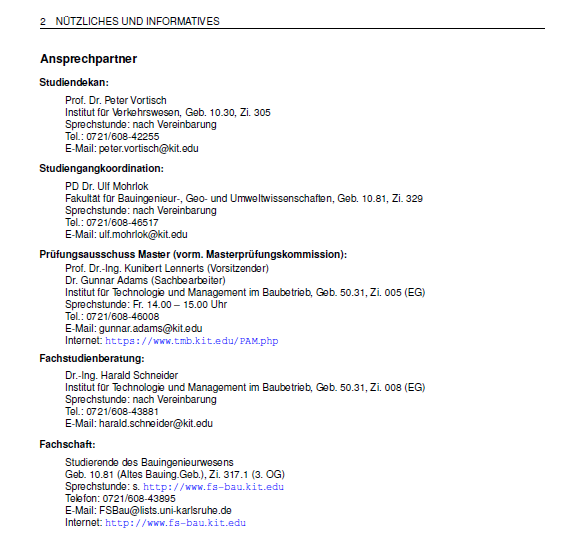 2 NÜTZLICHES UND INFORMATIVES
Ansprechpartner
Studiendekan:
Prof. Dr. Peter Vortisch
Institut für Verkehrswesen, Geb. 10.30, Zi. 305
Sprechstunde: nach Vereinbarung
Tel.: 0721/608-42255
E-Mail: peter.vortisch@kit.edu
Studiengangkoordination:
PD Dr. Ulf Mohrlok
Fakultät für Bauingenieur-, Geo- und Umweltwissenschaften, Geb. 10.81, Zi. 329
Sprechstunde: nach Vereinbarung
Tel.: 0721/608-46517
E-Mail: ulf.mohrlok@kit.edu
Prüfungsausschuss Master (vorm. Masterprüfungskommission):
Prof. Dr.-Ing. Kunibert Lennerts (Vorsitzender)
Dr. Gunnar Adams (Sachbearbeiter)
Institut für Technologie und Management im Baubetrieb, Geb. 50.31, Zi. 005 (EG)
Sprechstunde: Fr. 14.00 – 15.00 Uhr
Tel.: 0721/608-46008
E-Mail: gunnar.adams@kit.edu
Internet: https://www.tmb.kit.edu/PAM.php
Fachstudienberatung:
Dr.-Ing. Harald Schneider
Institut für Technologie und Management im Baubetrieb, Geb. 50.31, Zi. 008 (EG)
Sprechstunde: nach Vereinbarung
Tel.: 0721/608-43881
E-Mail: harald.schneider@kit.edu
Fachschaft:
Studierende des Bauingenieurwesens
Geb. 10.81 (Altes Bauing.Geb.), Zi. 317.1 (3. OG)
Sprechstunde: s. http://www.fs-bau.kit.edu
Telefon: 0721/608-43895
E-Mail: FSBau@lists.uni-karlsruhe.de
Internet: http://www.fs-bau.kit.edu